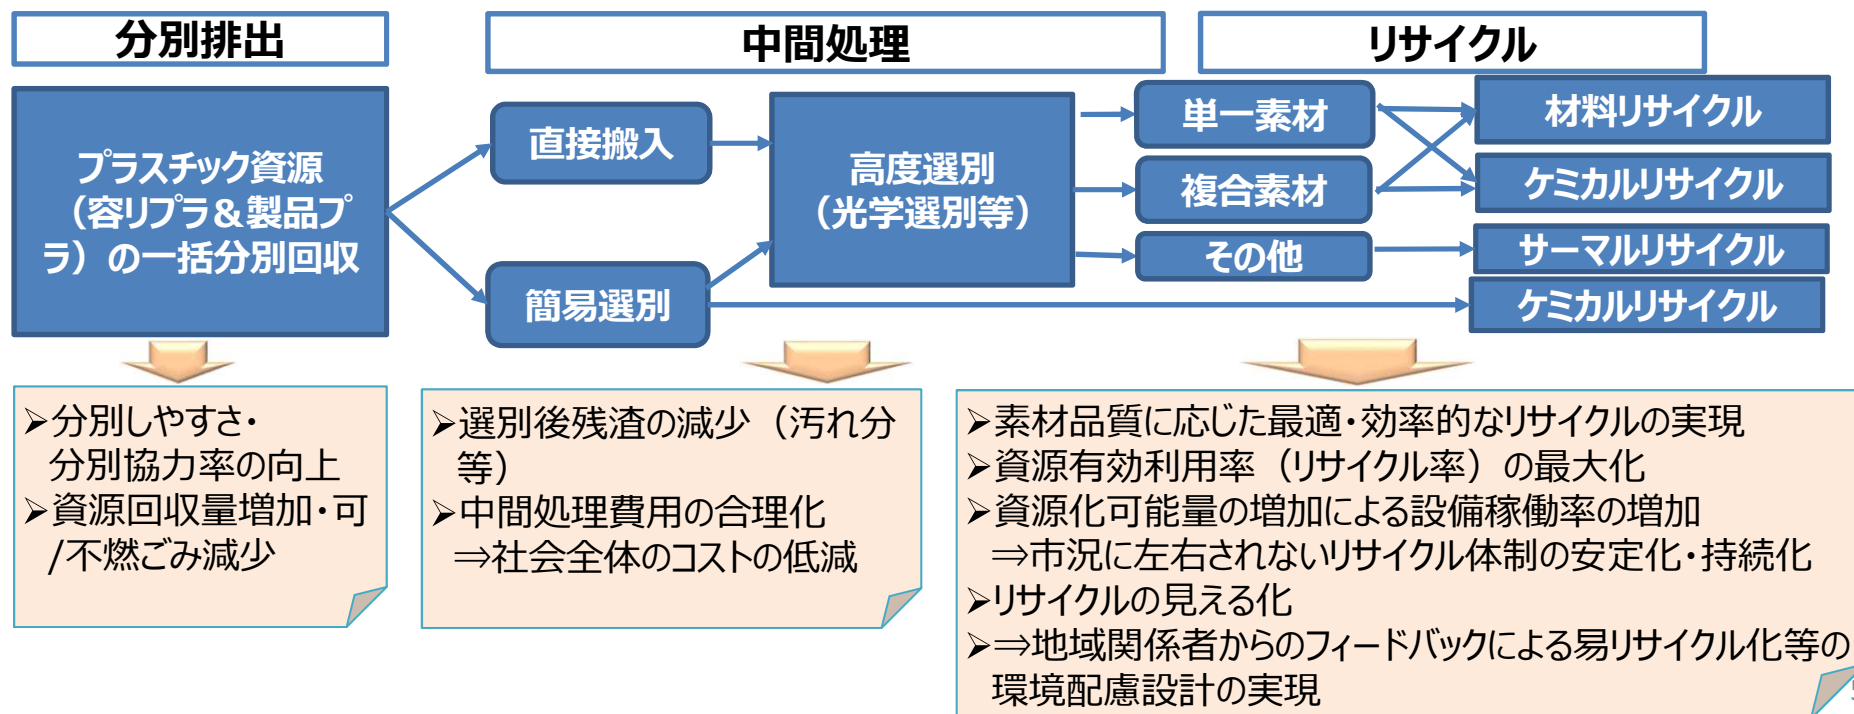 分別排出
中間処理
リサイクル
プラスチック資源
（容リプラ＆製品プ
ラ）の一括分別回収
直接搬入
簡易選別
高度選別
（光学選別等）
単一素材
複合素材
その他
材料リサイクル
ケミカルリサイクル
サーマルリサイクル
ケミカルリサイクル
➢分別しやすさ・
分別協力率の向上
➢資源回収量増加・可
/不燃ごみ減少
➢選別後残渣の減少（汚れ分
等）
➢中間処理費用の合理化
⇒社会全体のコストの低減
➢素材品質に応じた最適・効率的なリサイクルの実現
➢資源有効利用率（リサイクル率）の最大化
➢資源化可能量の増加による設備稼働率の増加
⇒市況に左右されないリサイクル体制の安定化・持続化
➢リサイクルの見える化
➢⇒地域関係者からのフィードバックによる易リサイクル化等の
環境配慮設計の実現